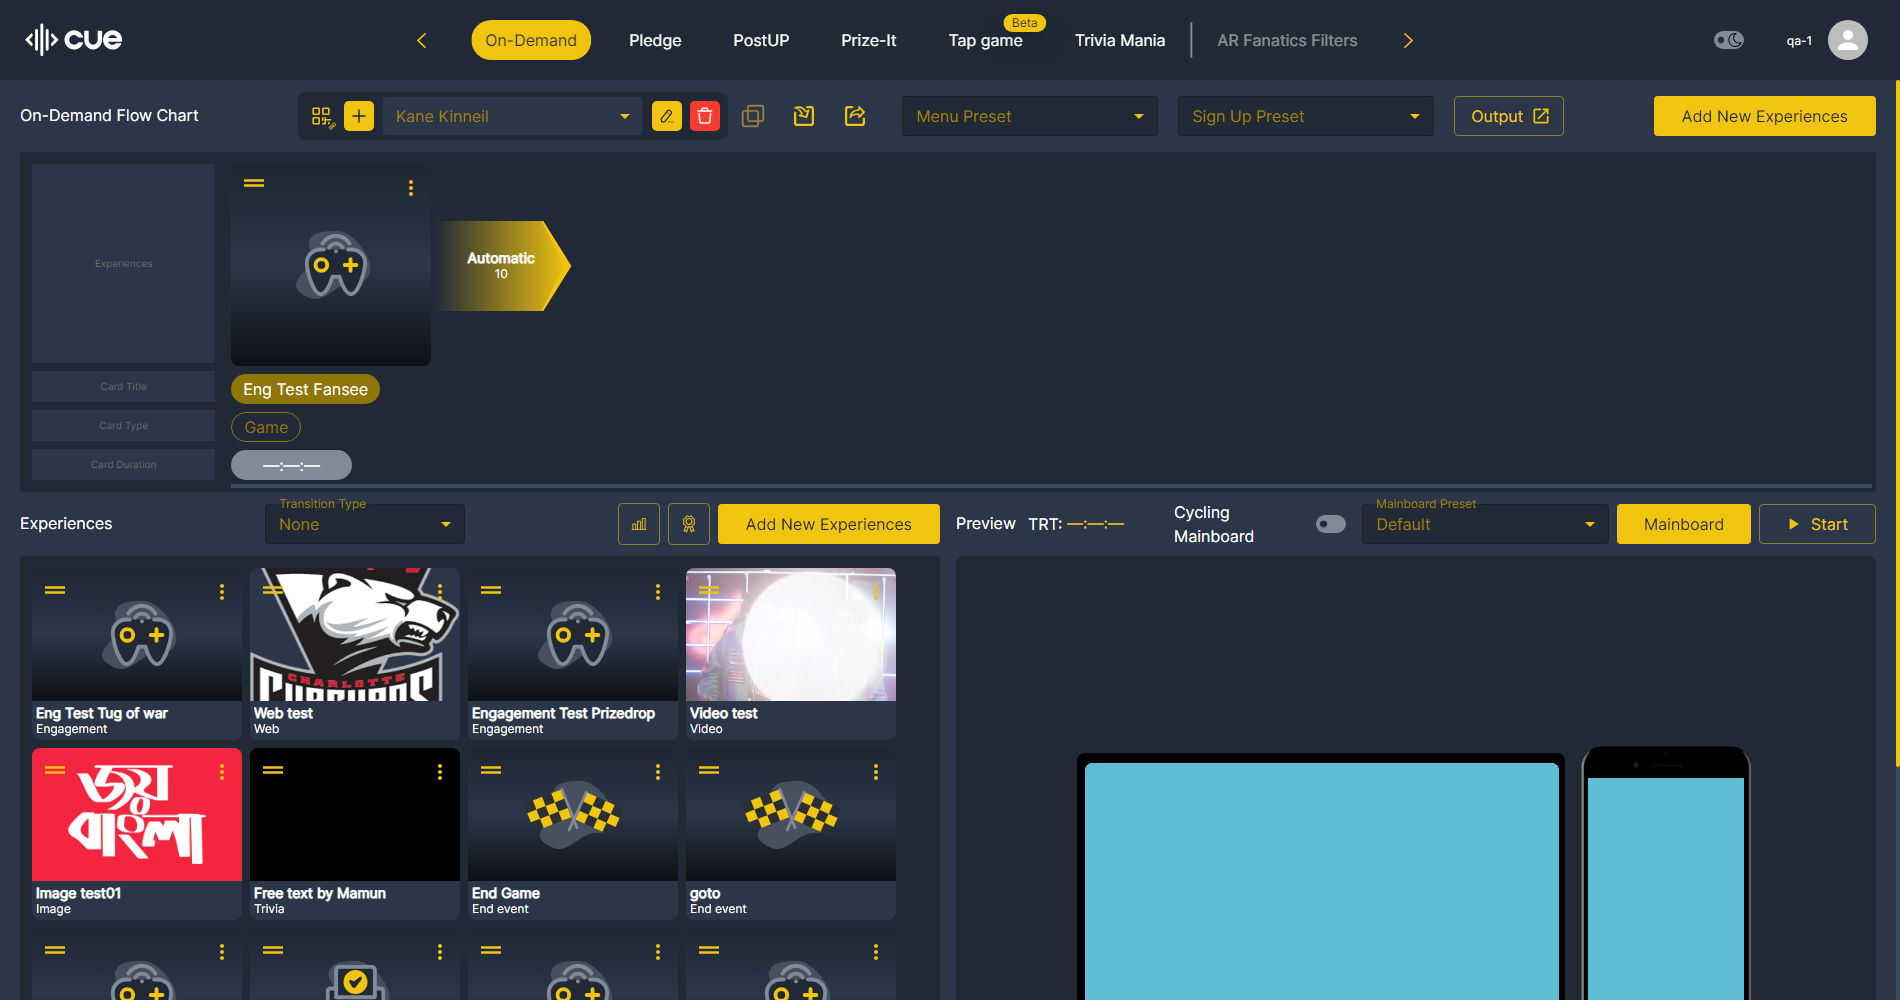 cue
On-Demand
Pledge
PostUP
Prize-It
Tap game
Beta
Trivia Mania
AR Fanatics Filters
qa-1
On-Demand Flow Chart
Kane Kinneil
Menu Preset
Sign Up Preset
Output
Add New Experiences
Experiences
Automatic
10
Card Title
Eng Test Fansee
Card Type
Game
Card Duration
—:—:—
Experiences
Transition Type
None
Add New Experiences
Preview
TRT: —:—:—
Cycling
Mainboard
Mainboard Preset
Default
Mainboard
Start
CHARLOTTE
Eng Test Tug of war
Engagement
Web test
Web
Engagement Test Prizedrop
Engagement
Video test
Video
জয়
বাংলা
Image test01
Image
Free text by Mamun
Trivia
End Game
End event
goto
End event